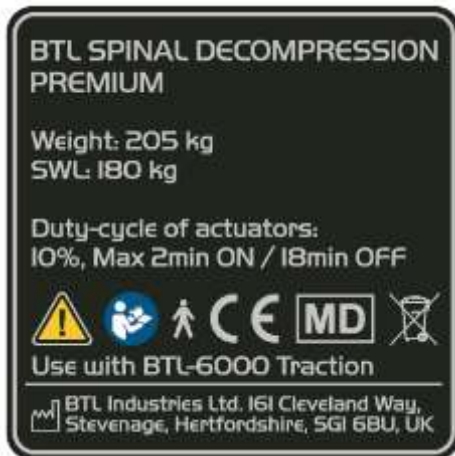 BTL SPINAL DECOMPRESSION
PREMIUM
Weight: 205 kg
SWL: 180 kg
Duty-cycle of actuators:
10%, Max 2min ON / 18min OFF
CE MD
Use with BTL-6000 Traction
BTL Industries Ltd. 161 Cleveland Way,
Stevenage, Hertfordshire, SG1 6BU, UK